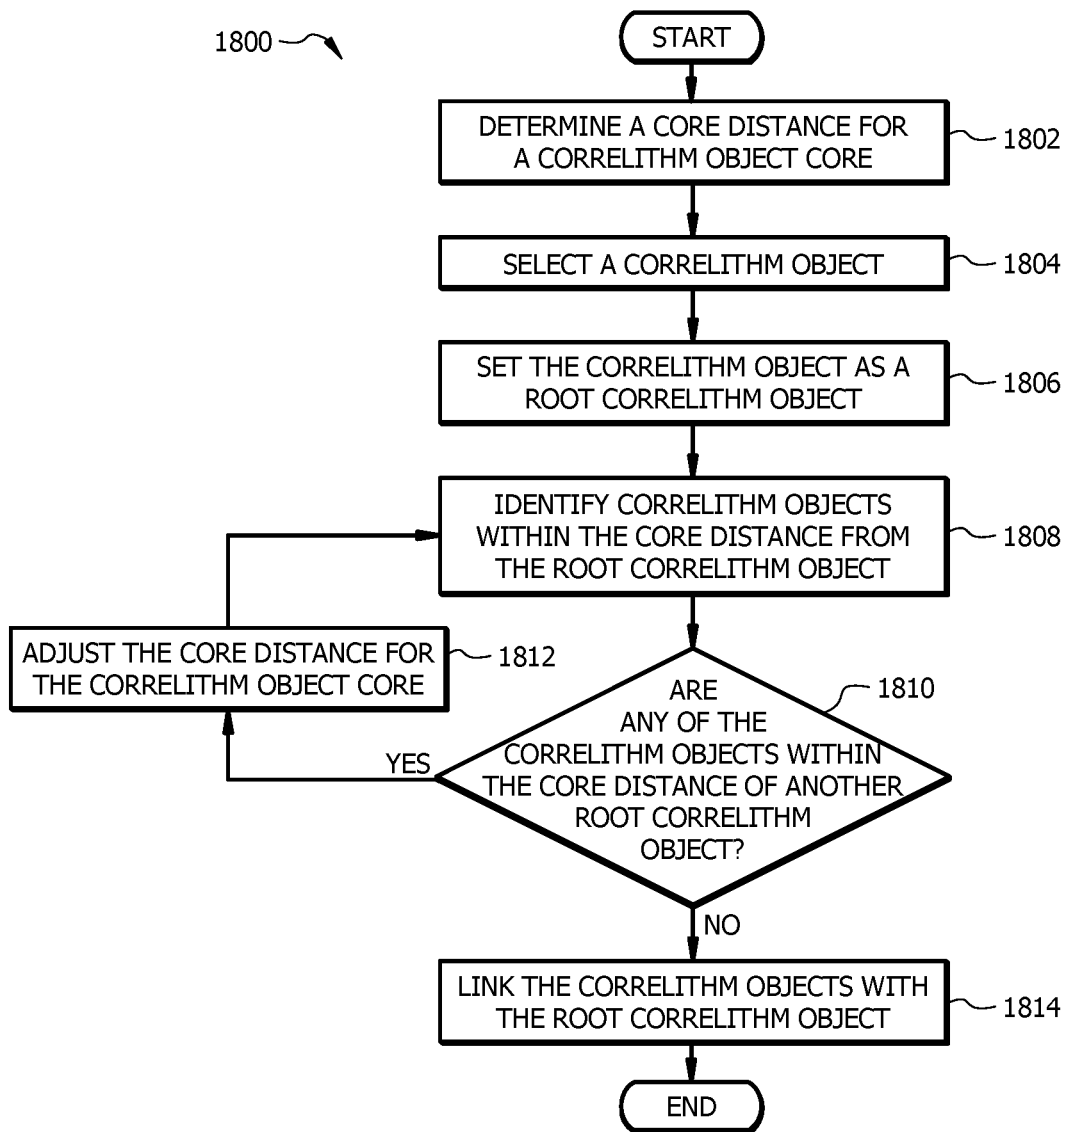 1800
START
DETERMINE A CORE DISTANCE FOR
A CORRELITHM OBJECT CORE
1802
SELECT A CORRELITHM OBJECT
1804
SET THE CORRELITHM OBJECT AS A
ROOT CORRELITHM OBJECT
1806
IDENTIFY CORRELITHM OBJECTS
WITHIN THE CORE DISTANCE FROM
THE ROOT CORRELITHM OBJECT
1808
ADJUST THE CORE DISTANCE FOR
THE CORRELITHM OBJECT CORE
1812
ARE
ANY OF THE
CORRELITHM OBJECTS WITHIN
THE CORE DISTANCE OF ANOTHER
ROOT CORRELITHM
OBJECT?
1810
YES
NO
LINK THE CORRELITHM OBJECTS WITH
THE ROOT CORRELITHM OBJECT
1814
END